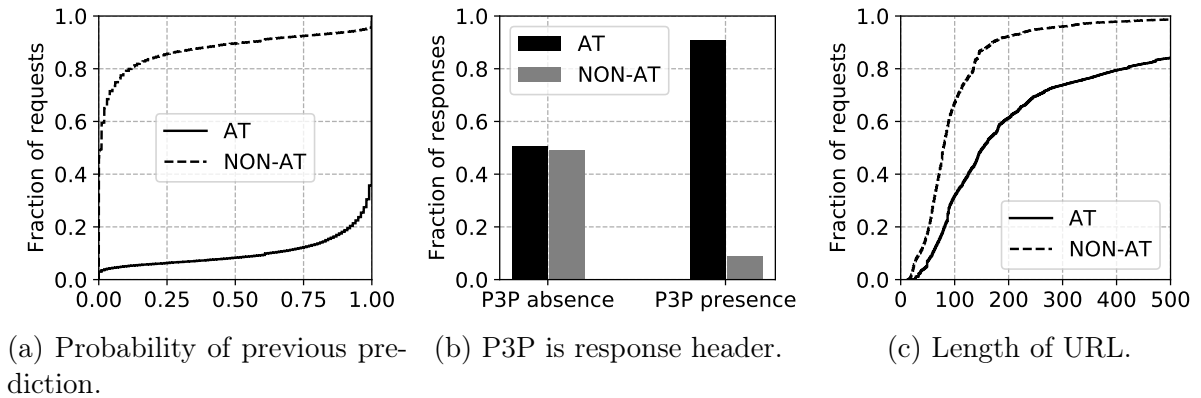 Fraction of requests
1.0
0.8
0.6
0.4
0.2
0.0
AT
NON-AT
0.00 0.25 0.50 0.75 1.00
(a) Probability of previous pre-
diction.
Fraction of responses
1.0
0.8
0.6
0.4
0.2
0.0
AT
NON-AT
P3P absence P3P presence
(b) P3P is response header.
Fraction of requests
1.0
0.8
0.6
0.4
0.2
0.0
AT
NON-AT
0 100 200 300 400 500
(c) Length of URL.